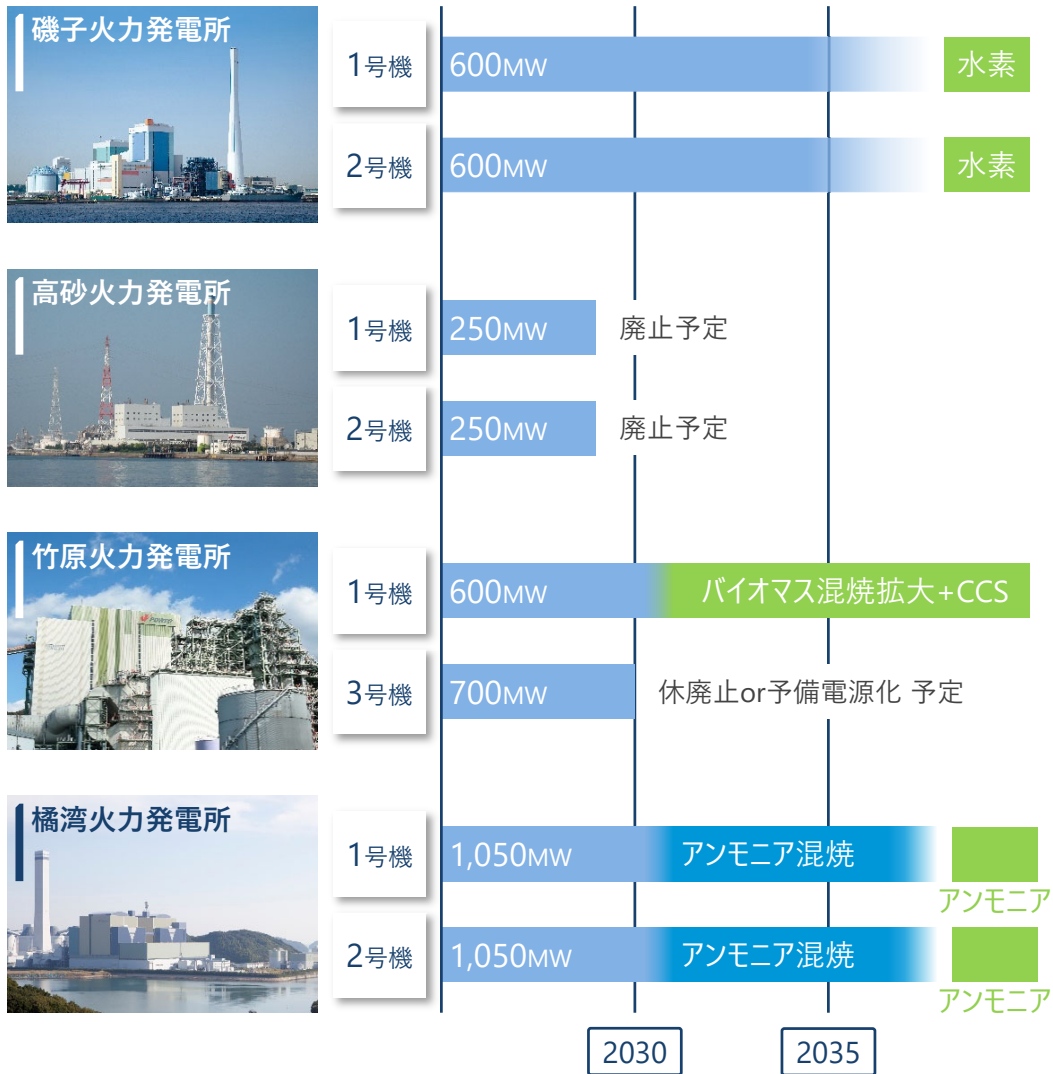 磯子火力発電所
1号機
600MW
水素
2号機
600MW
水素
高砂火力発電所
1号機
250MW
廃止予定
2号機
250MW
廃止予定
竹原火力発電所
1号機
600MW
バイオマス混焼拡大+CCS
3号機
700MW
休廃止or予備電源化 予定
橘湾火力発電所
1号機
1,050MW
アンモニア混焼
アンモニア
2号機
1,050MW
アンモニア混焼
アンモニア
2030
2035